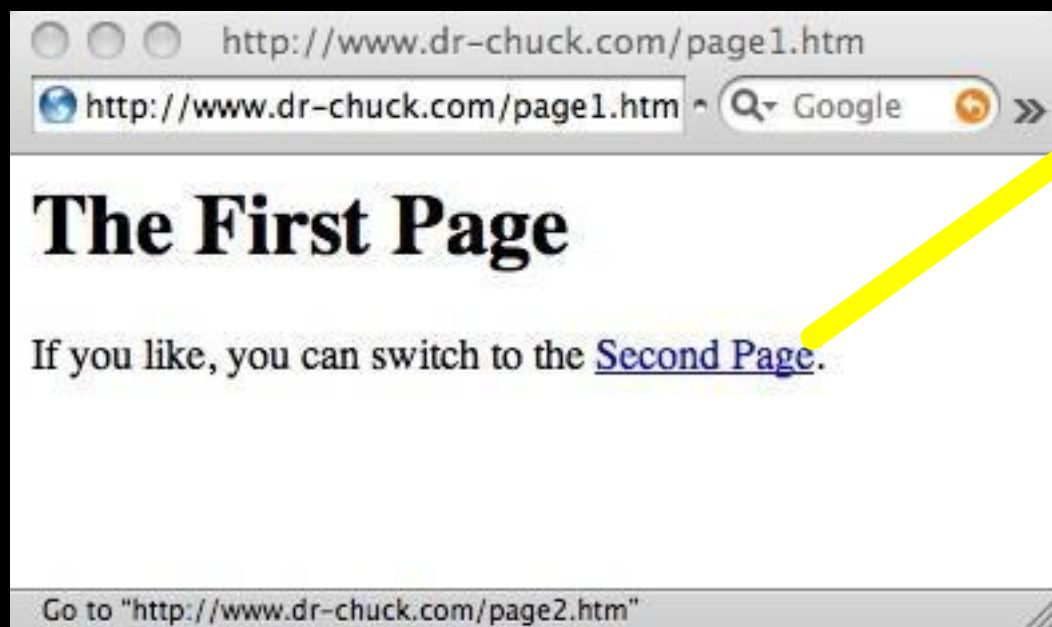 http://www.dr-chuck.com/page1.htm
http://www.dr-chuck.com/page1.htm Google
The First Page
If you like, you can switch to the Second Page.
Go to "http://www.dr-chuck.com/page2.htm"